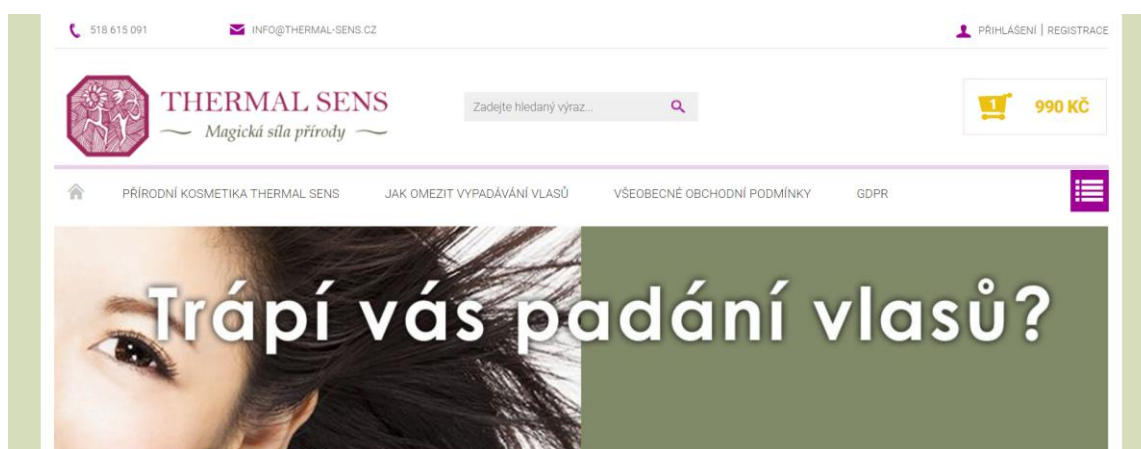 518 615 091
INFO@THERMAL-SENS.CZ
PŘIHLÁŠENÍ | REGISTRACE
THERMAL SENS
Magická síla přírody
Zadejte hledaný výraz...
1
990 KČ
PŘÍRODNÍ KOSMETIKA THERMAL SENS
JAK OMEZIT VYPADÁVÁNÍ VLASŮ
VŠEOBECNÉ OBCHODNÍ PODMÍNKY
GDPR
Trápí vás padání vlasů?